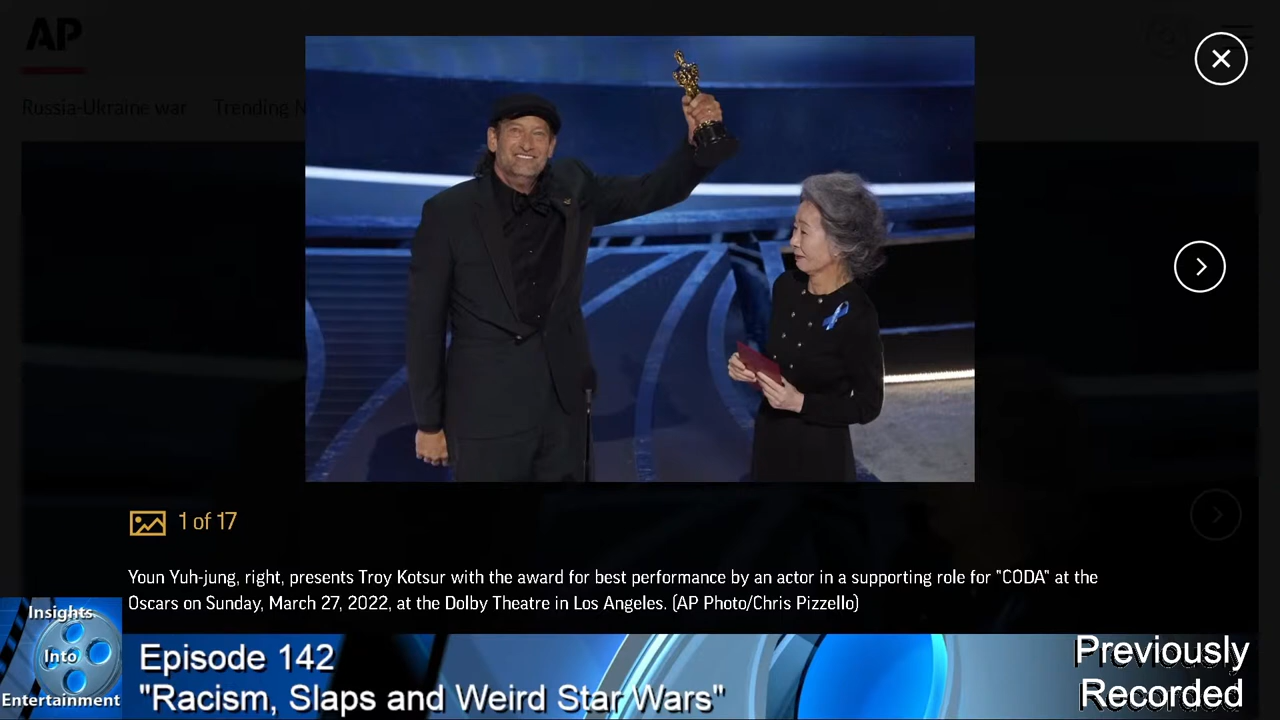 AP
Russia-Ukraine war Trending N
1 of 17
Youn Yuh-jung, right, presents Troy Kotsur with the award for best performance by an actor in a supporting role for "CODA" at the
Oscars on Sunday, March 27, 2022, at the Dolby Theatre in Los Angeles. (AP Photo/Chris Pizzello)
Insights
Into
Entertainment
Episode 142
"Racism, Slaps and Weird Star Wars"
Previously
Recorded